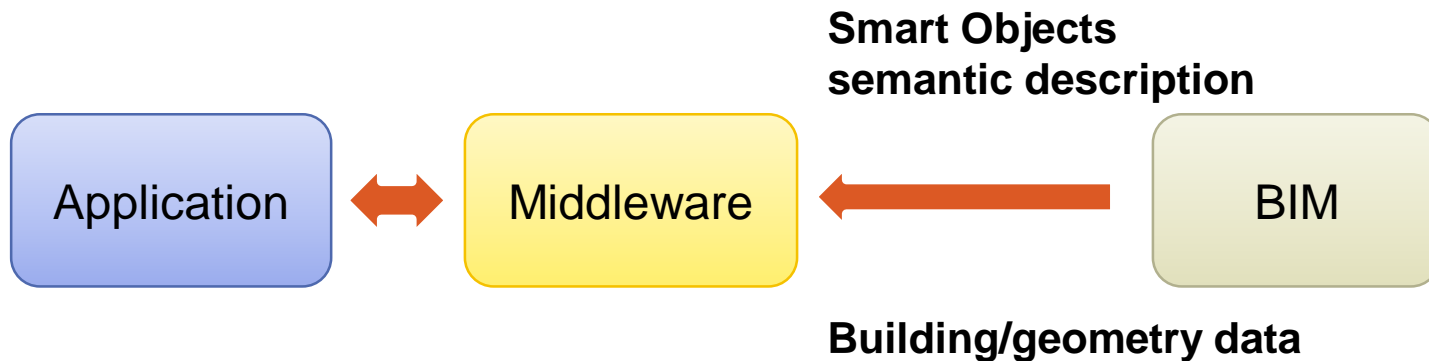 Smart Objects
semantic description
Application
Middleware
BIM
Building/geometry data